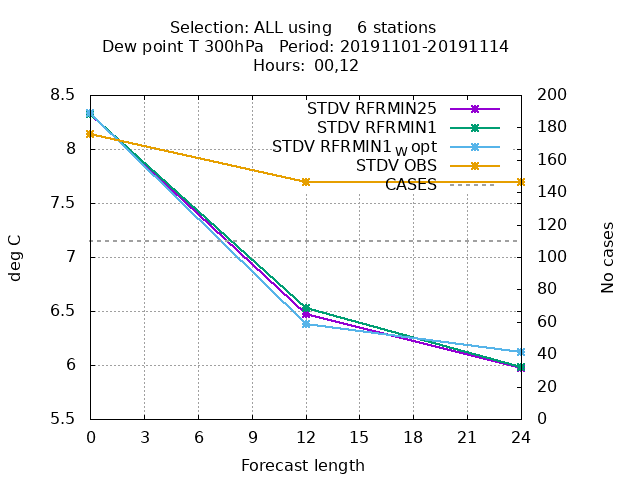 Selection: ALL using     6 stations
Dew point T 300hPa   Period: 20191101-20191114
Hours:  00,12
STDV RFRMIN25
STDV RFRMIN1
STDV RFRMIN1w opt
STDV OBS
CASES
8.5
8
7.5
7
6.5
6
5.5
deg C
200
180
160
140
120
100
80
60
40
20
0
No cases
0 3 6 9 12 15 18 21 24
Forecast length